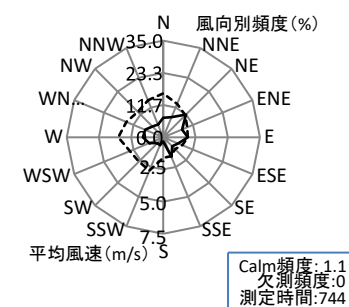 N 風向別頻度(%)
NNW 35.0 NNE
NW 23.3 NE
WN... 11.7 ENE
W 0.0 E
WSW 2.5 ESE
SW 5.0 SE
SSW 7.5 SSE
平均風速(m/s) S
Calm頻度: 1.1
欠測頻度:0
測定時間:744